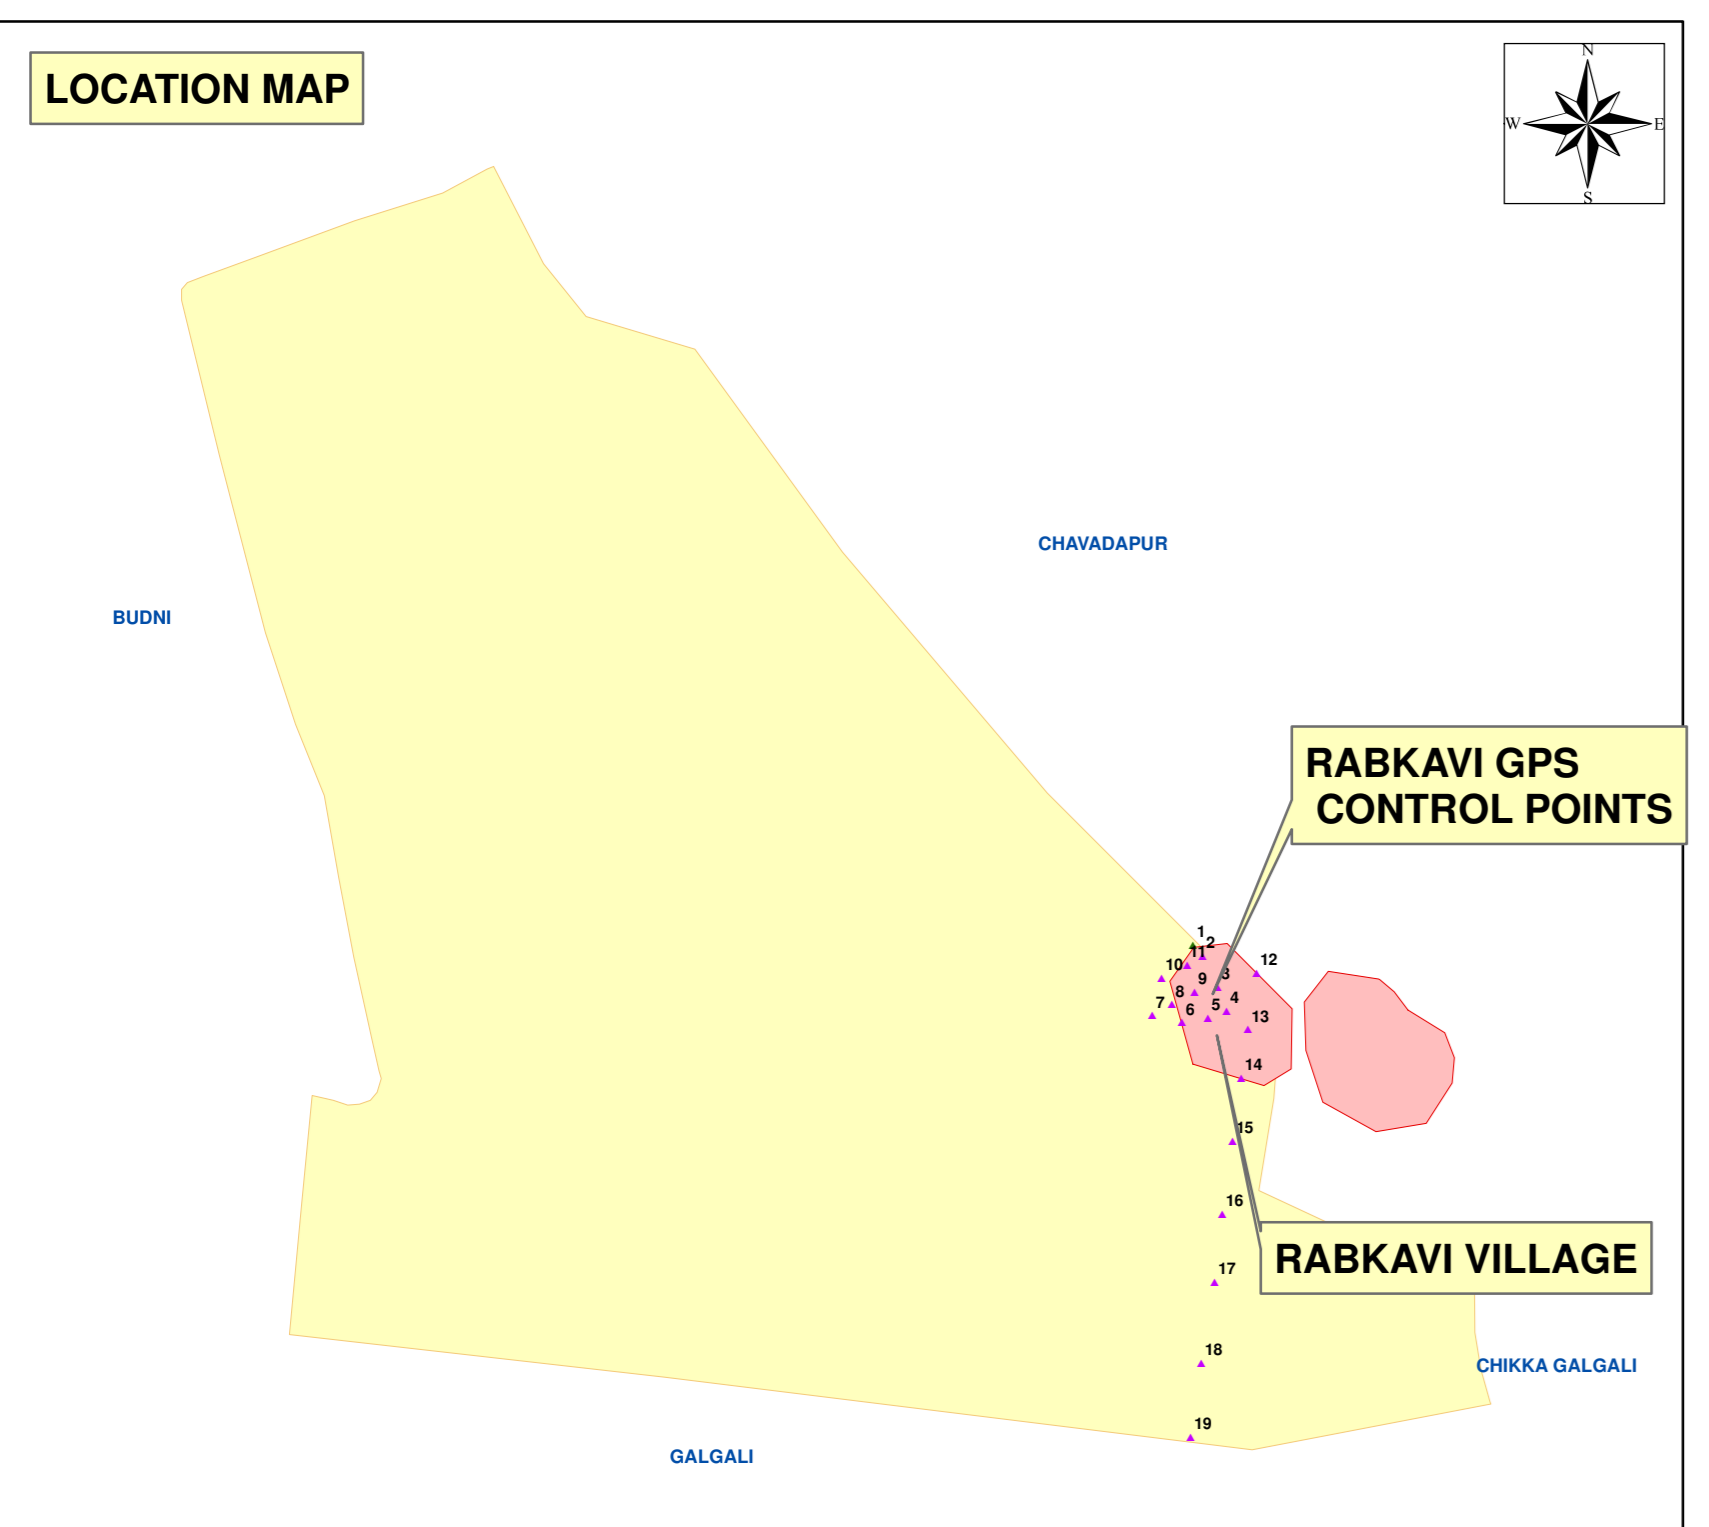 LOCATION MAP
N
W
E
S
CHAVADAPUR
BUDNI
RABKAVI GPS
CONTROL POINTS
1
2
11
12
10
3
9
8
4
7
6
5
13
14
15
16
RABKAVI VILLAGE
17
18
CHIKKA GALGALI
19
GALGALI